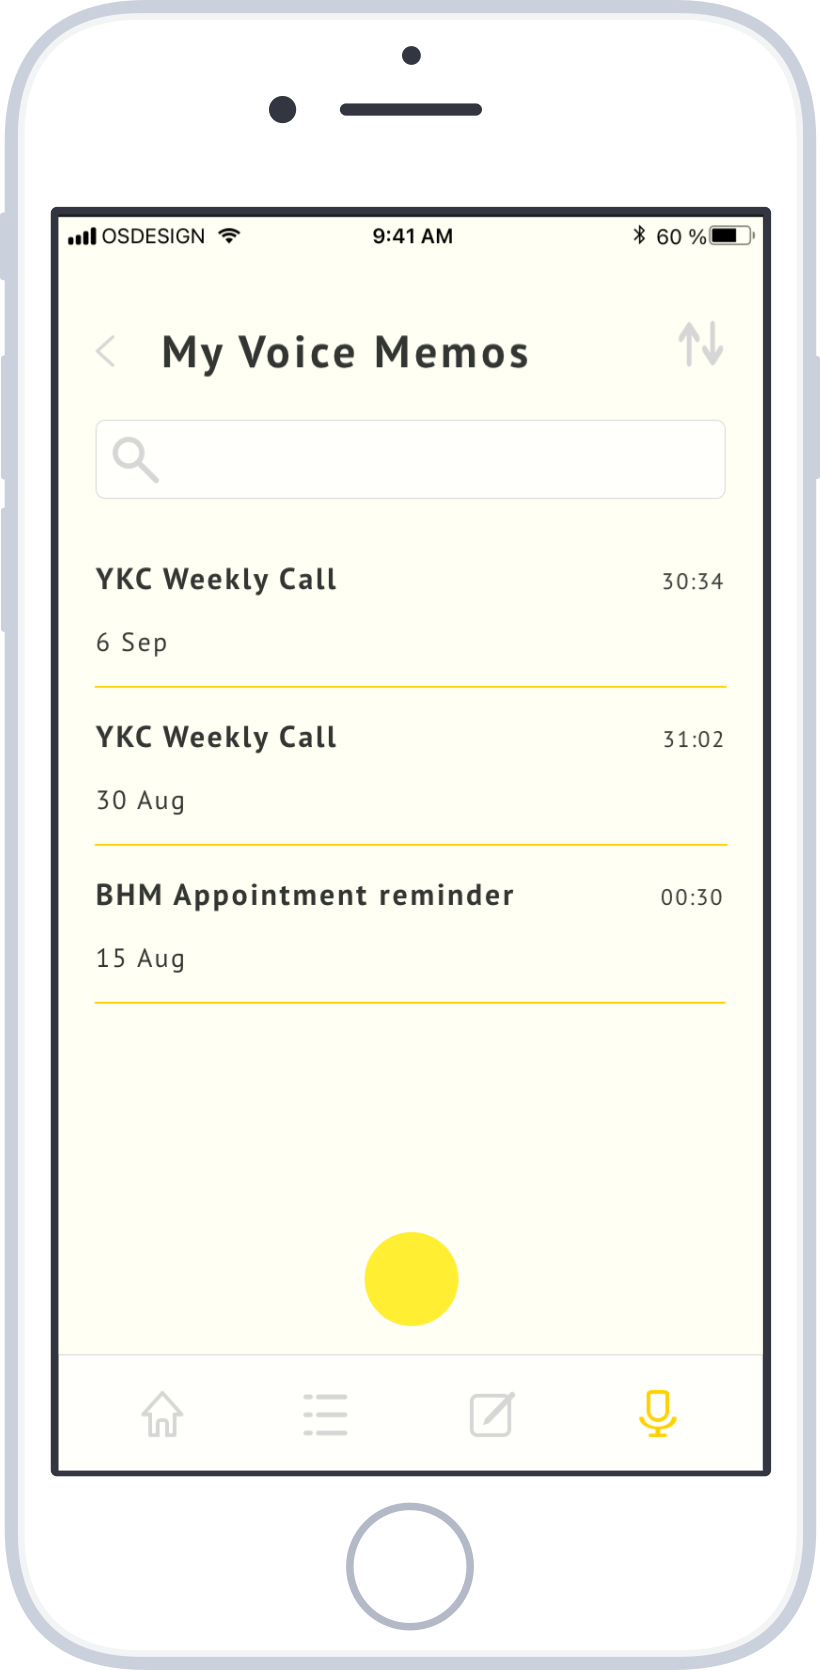 OSDESIGN 9:41 AM 60 %
My Voice Memos
YKC Weekly Call 30:34
6 Sep
YKC Weekly Call 31:02
30 Aug
BHM Appointment reminder 00:30
15 Aug